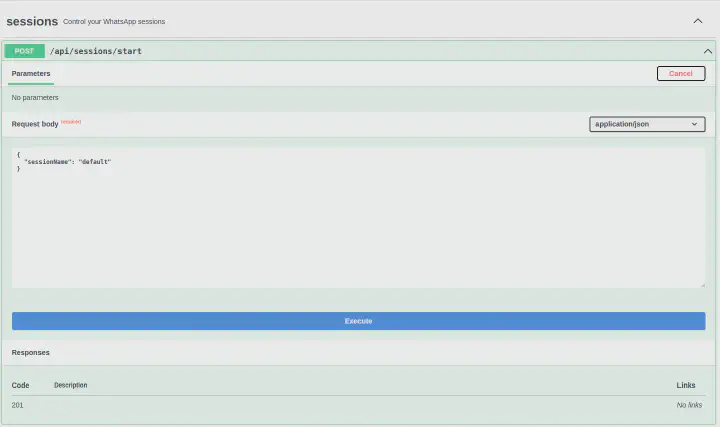 sessions Control your WhatsApp sessions
POST /api/sessions/start
Parameters Cancel
No parameters
Request body required application/json
{
"sessionName": "default"
}
Execute
Responses
Code Description Links
201 No links